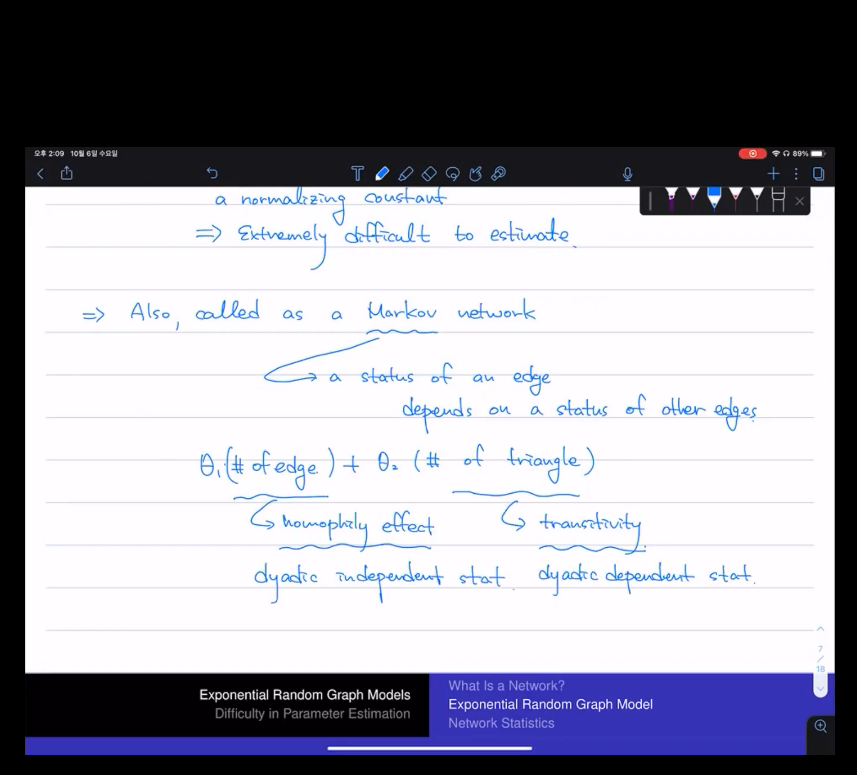 오후 2:09 10월 6일 수요일
89%
a normalizing constant
⇒ Extremely difficult to estimate.
⇒ Also, called as a Markov network
→ a status of an edge
depends on a status of other edges.
θ₁(# of edge) + θ₂ (# of triangle)
↳ homophily effect ↳ transitivity
dyadic independent stat. dyadic dependent stat.
7
/
18
Exponential Random Graph Models
Difficulty in Parameter Estimation
What Is a Network?
Exponential Random Graph Model
Network Statistics